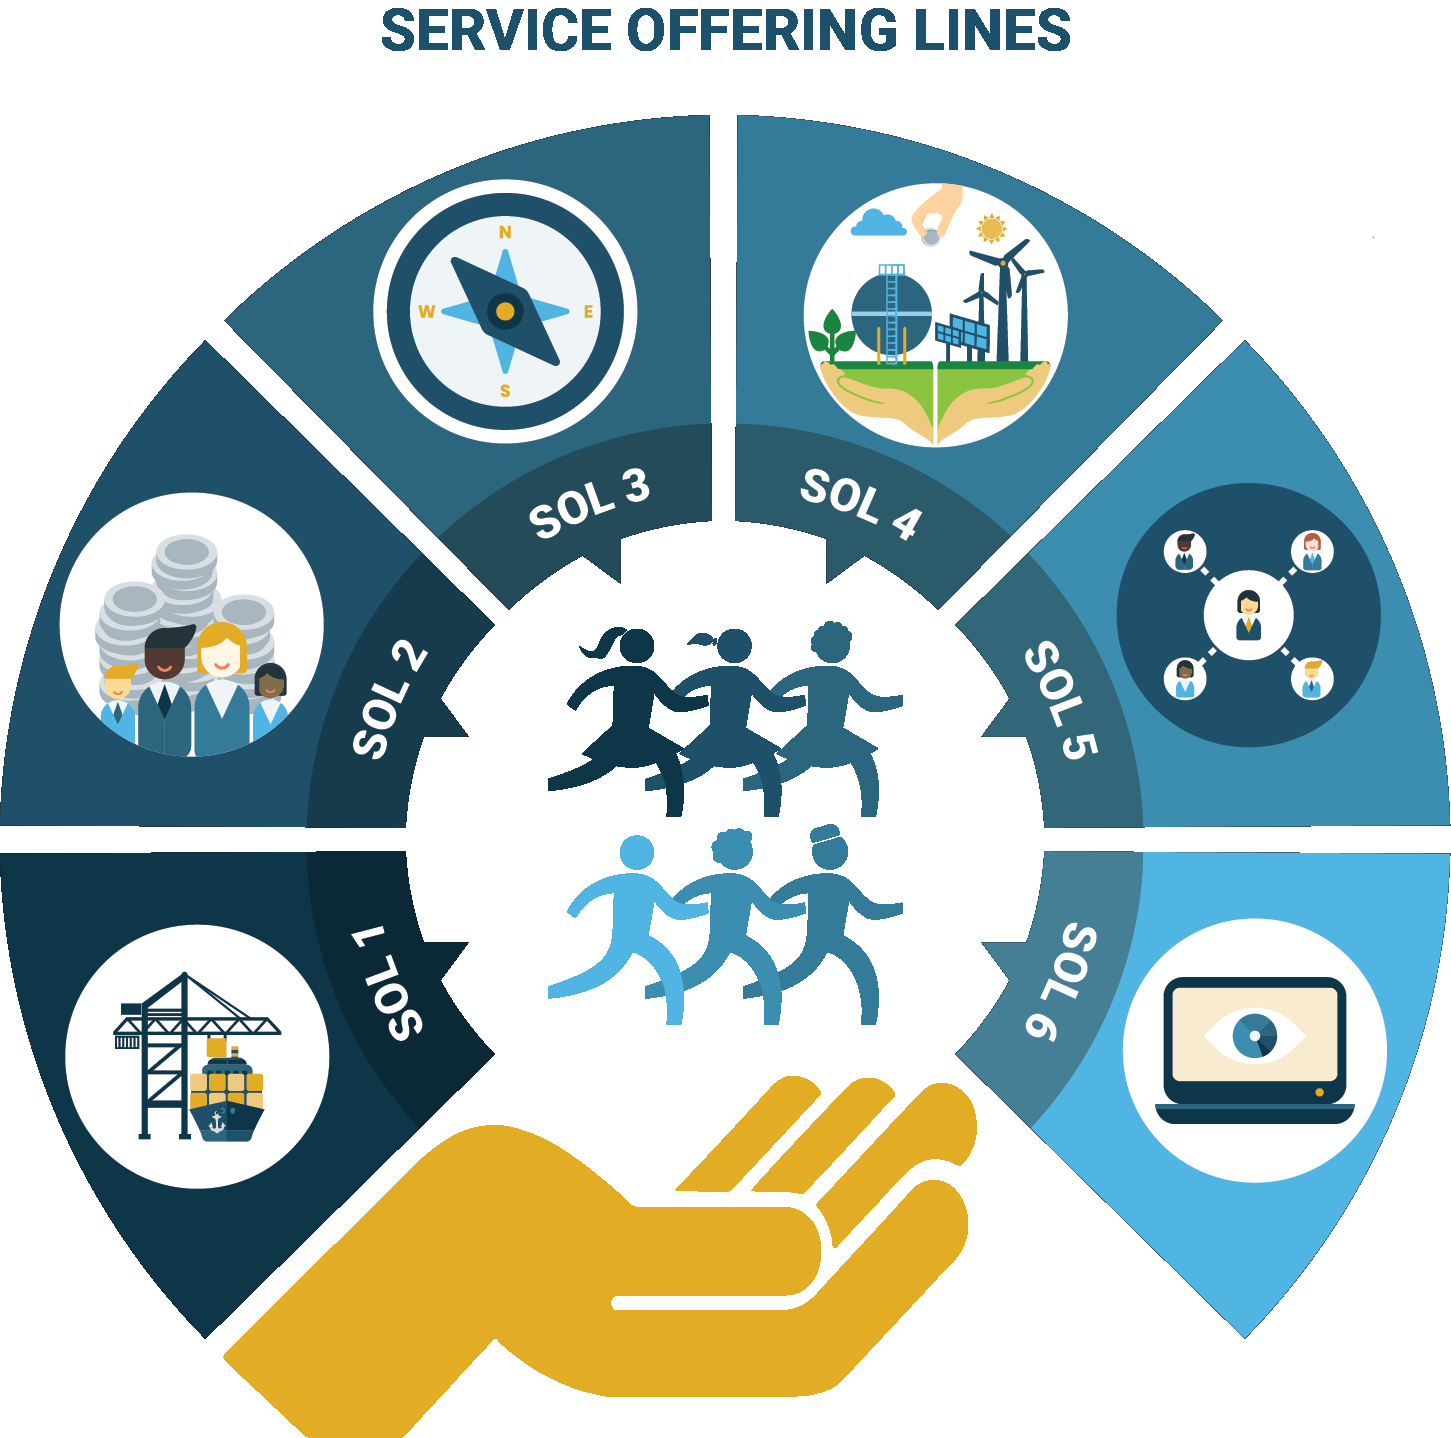 SERVICE OFFERING LINES
N
W
E
S
SOL 1
SOL 2
SOL 3
SOL 4
SOL 5
SOL 6